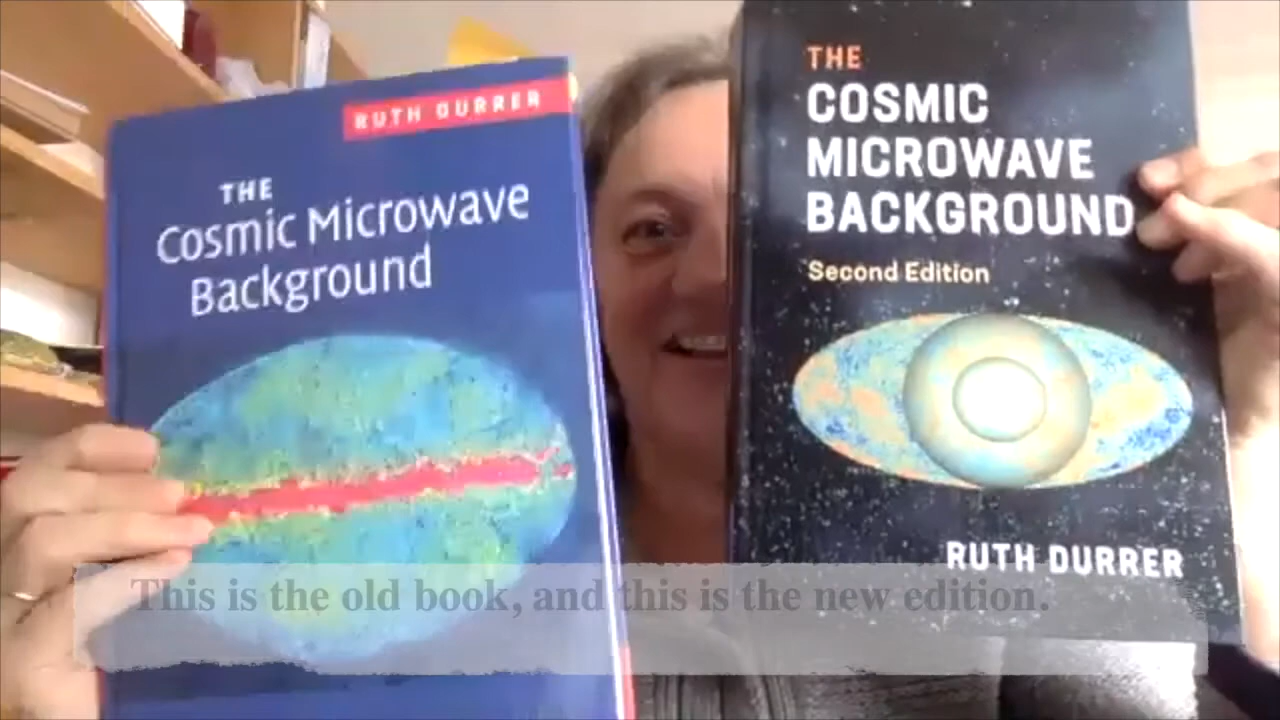 RUTH DURRER
THE
Cosmic Microwave
Background
THE
COSMIC
MICROWAVE
BACKGROUND
Second Edition
RUTH DURRER
This is the old book, and this is the new edition.